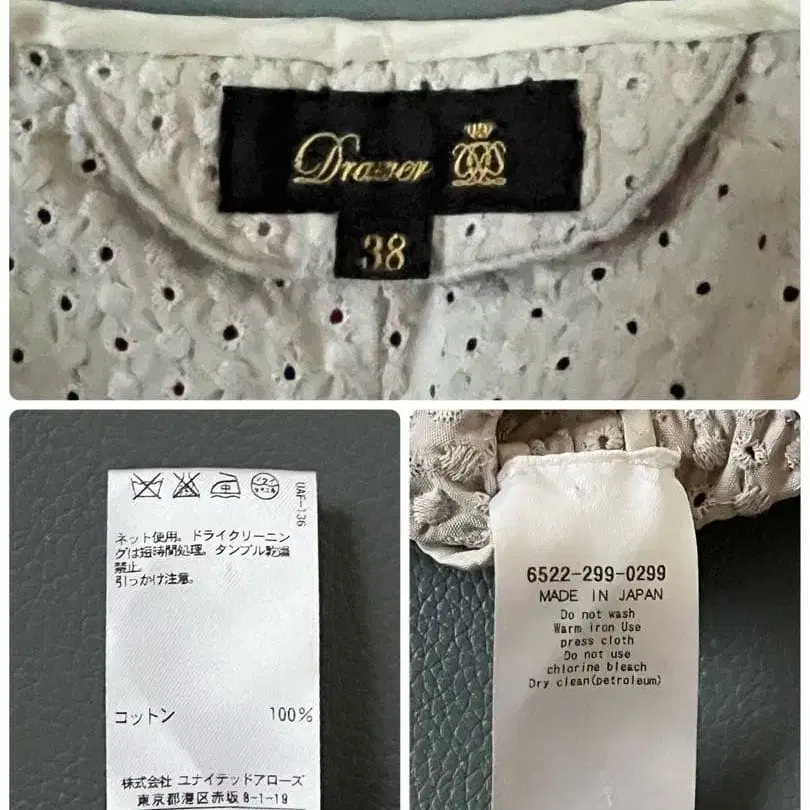 Drawer
38
UAF-136
ネット使用。ドライクリーニン
グは短時間処理。タンブル乾燥
禁止。
引っかけ注意。
コットン 100%
株式会社 ユナイテッドアローズ
東京都港区赤坂8-1-19
6522-299-0299
MADE IN JAPAN
Do not wash
Warm iron Use
press cloth
Do not use
chlorine bleach
Dry clean(petroleum)